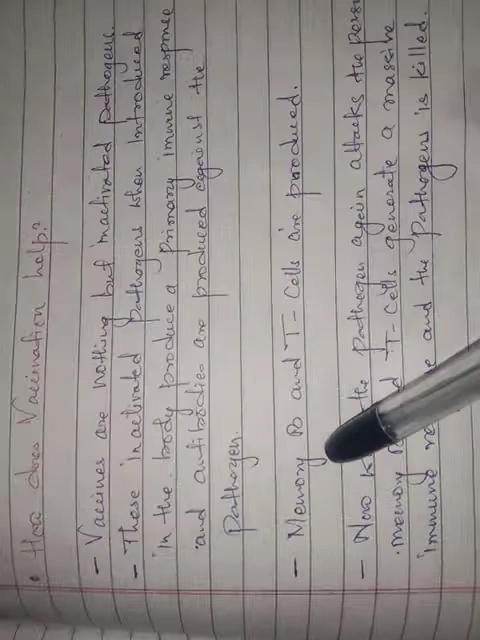 • How does Vaccination help?
- Vaccines are nothing but inactivated pathogens.
- These inactivated pathogens when introduced
in the body produce a primary immune response
and antibodies are produced against the
pathogen.
- Memory B and T-Cells are produced.
- Now the pathogen again attacks the
memory T-Cells generate a massive
immune and the pathogens is killed.